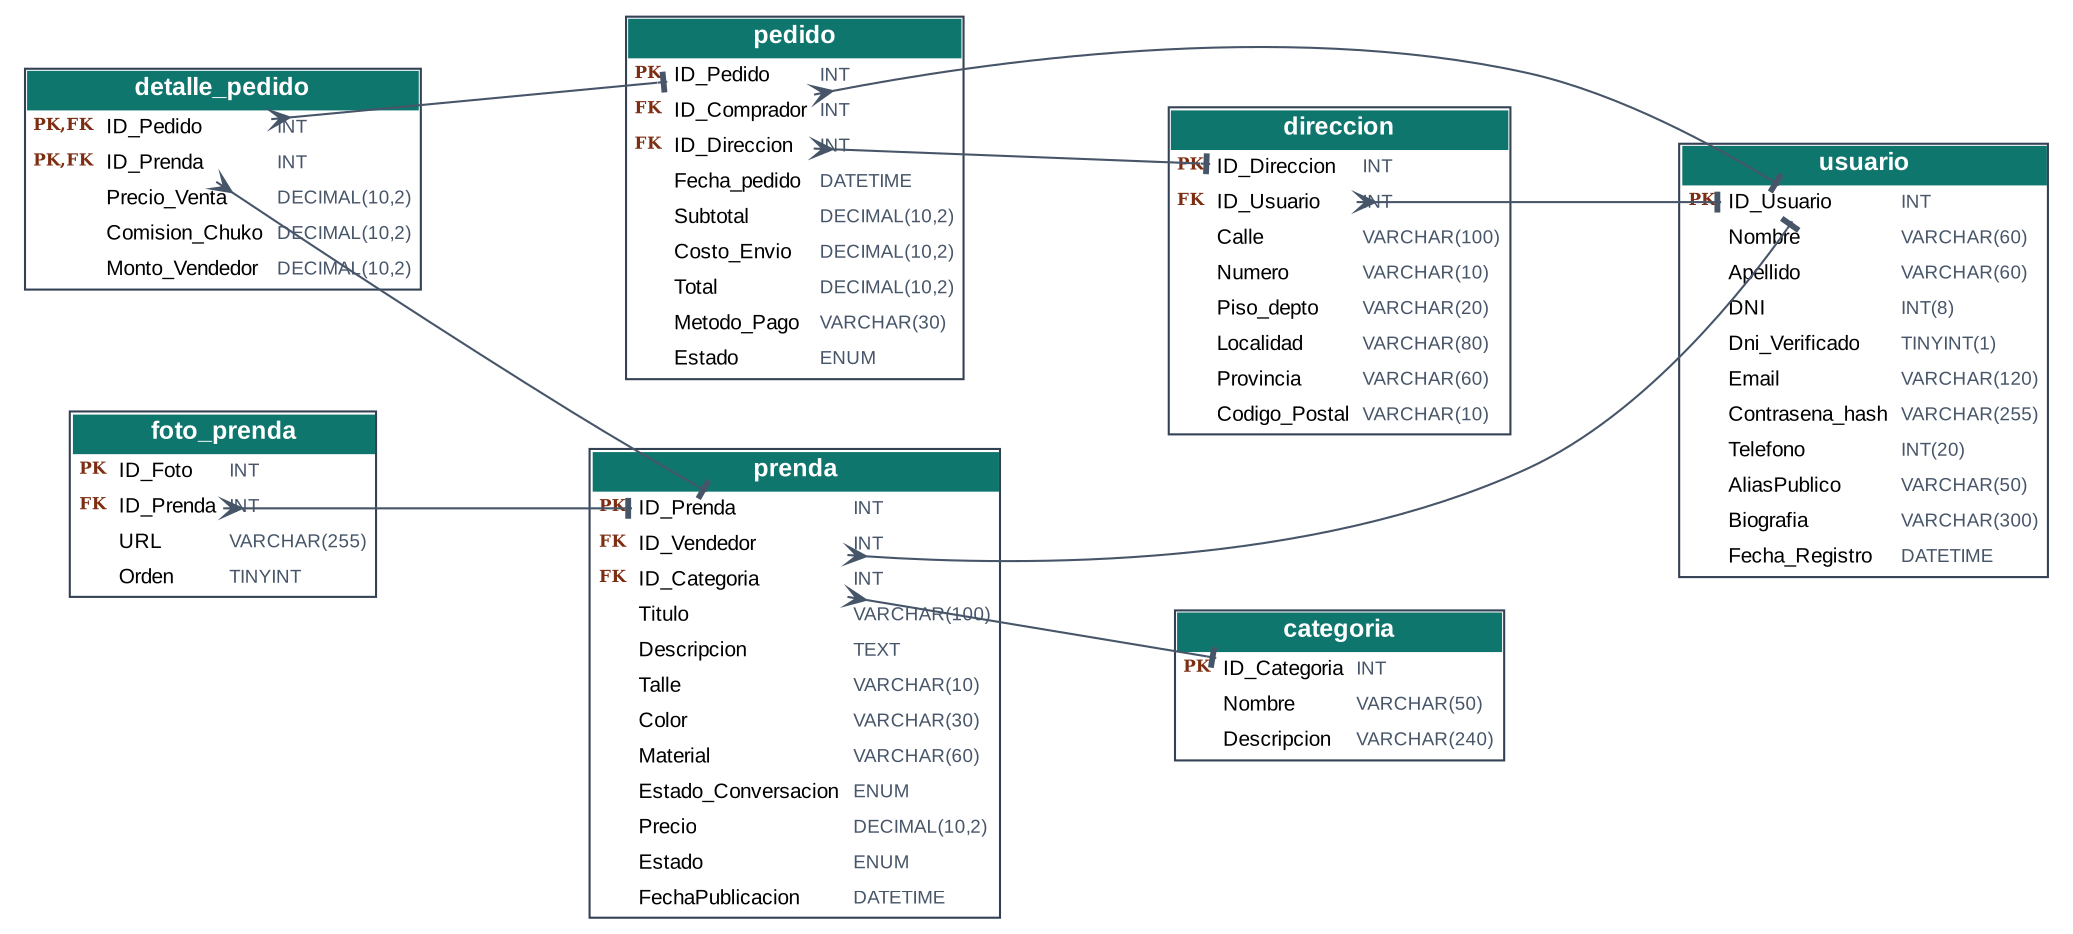 detalle_pedido
PK,FK ID_Pedido INT
PK,FK ID_Prenda INT
Precio_Venta DECIMAL(10,2)
Comision_Chuko DECIMAL(10,2)
Monto_Vendedor DECIMAL(10,2)
pedido
PK ID_Pedido INT
FK ID_Comprador INT
FK ID_Direccion INT
Fecha_pedido DATETIME
Subtotal DECIMAL(10,2)
Costo_Envio DECIMAL(10,2)
Total DECIMAL(10,2)
Metodo_Pago VARCHAR(30)
Estado ENUM
direccion
PK ID_Direccion INT
FK ID_Usuario INT
Calle VARCHAR(100)
Numero VARCHAR(10)
Piso_depto VARCHAR(20)
Localidad VARCHAR(80)
Provincia VARCHAR(60)
Codigo_Postal VARCHAR(10)
usuario
PK ID_Usuario INT
Nombre VARCHAR(60)
Apellido VARCHAR(60)
DNI INT(8)
Dni_Verificado TINYINT(1)
Email VARCHAR(120)
Contrasena_hash VARCHAR(255)
Telefono INT(20)
AliasPublico VARCHAR(50)
Biografia VARCHAR(300)
Fecha_Registro DATETIME
foto_prenda
PK ID_Foto INT
FK ID_Prenda INT
URL VARCHAR(255)
Orden TINYINT
prenda
PK ID_Prenda INT
FK ID_Vendedor INT
FK ID_Categoria INT
Titulo VARCHAR(100)
Descripcion TEXT
Talle VARCHAR(10)
Color VARCHAR(30)
Material VARCHAR(60)
Estado_Conversacion ENUM
Precio DECIMAL(10,2)
Estado ENUM
FechaPublicacion DATETIME
categoria
PK ID_Categoria INT
Nombre VARCHAR(50)
Descripcion VARCHAR(240)